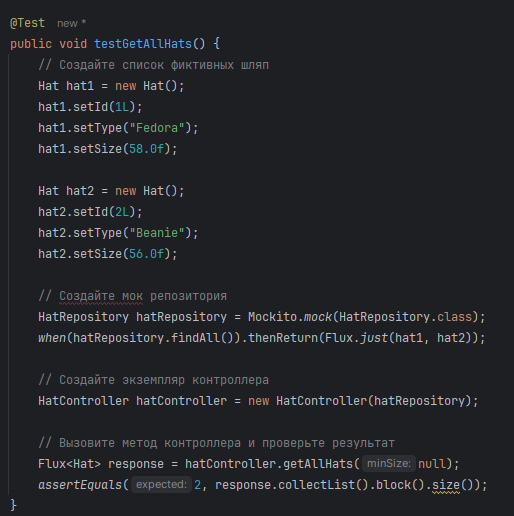 @Test new *
public void testGetAllHats() {
// Создайте список фиктивных шляп
Hat hat1 = new Hat();
hat1.setId(1L);
hat1.setType("Fedora");
hat1.setSize(58.0f);
Hat hat2 = new Hat();
hat2.setId(2L);
hat2.setType("Beanie");
hat2.setSize(56.0f);
// Создайте мок репозитория
HatRepository hatRepository = Mockito.mock(HatRepository.class);
when(hatRepository.findAll()).thenReturn(Flux.just(hat1, hat2));
// Создайте экземпляр контроллера
HatController hatController = new HatController(hatRepository);
// Вызовите метод контроллера и проверьте результат
Flux<Hat> response = hatController.getAllHats( minSize: null);
assertEquals( expected: 2, response.collectList().block().size());
}